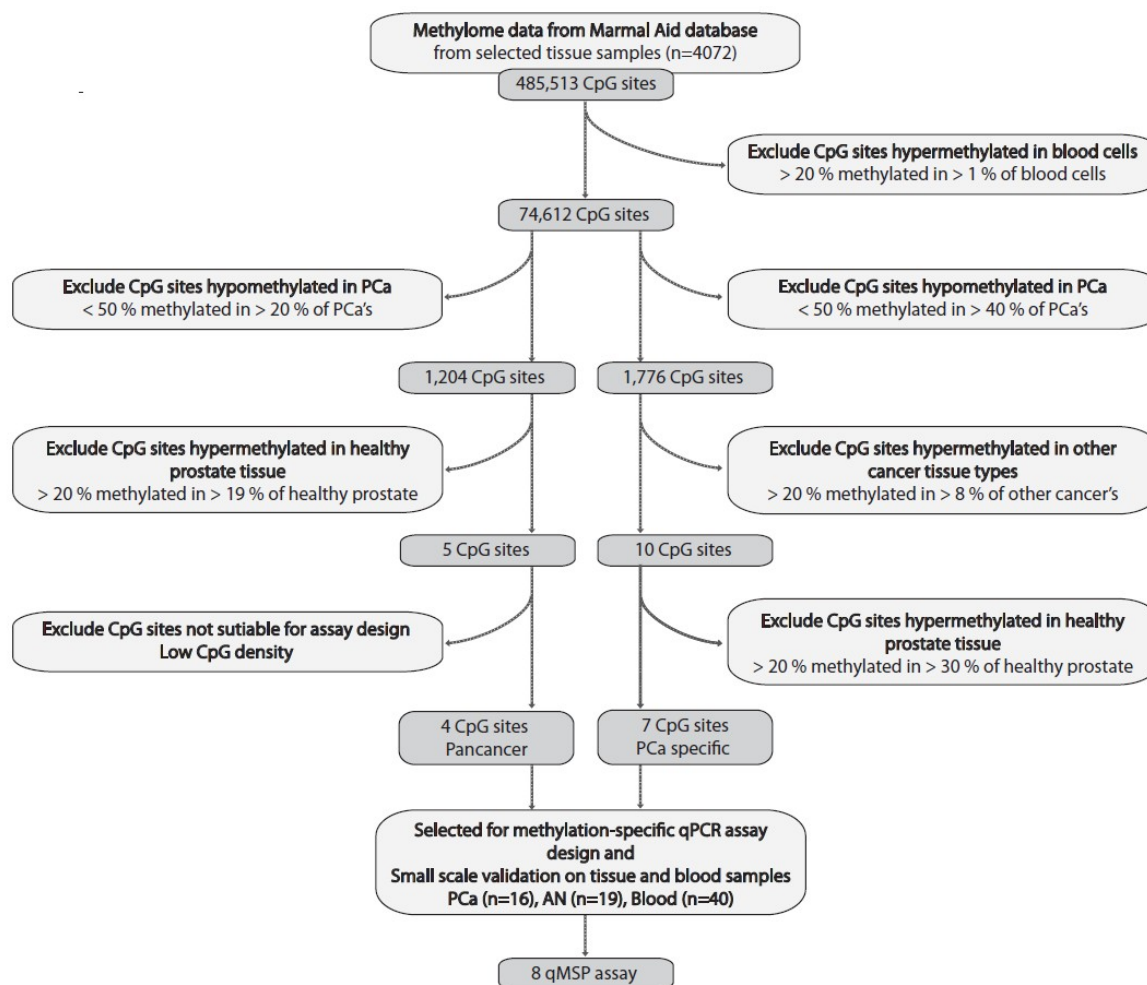 Methylome data from Marmal Aid database
from selected tissue samples (n=4072)
485,513 CpG sites
Exclude CpG sites hypermethylated in blood cells
> 20 % methylated in > 1 % of blood cells
74,612 CpG sites
Exclude CpG sites hypomethylated in PCa
< 50 % methylated in > 20 % of PCa's
Exclude CpG sites hypomethylated in PCa
< 50 % methylated in > 40 % of PCa's
1,204 CpG sites
1,776 CpG sites
Exclude CpG sites hypermethylated in healthy
prostate tissue
> 20 % methylated in > 19 % of healthy prostate
Exclude CpG sites hypermethylated in other
cancer tissue types
> 20 % methylated in > 8 % of other cancer's
5 CpG sites
10 CpG sites
Exclude CpG sites not sutiable for assay design
Low CpG density
Exclude CpG sites hypermethylated in healthy
prostate tissue
> 20 % methylated in > 30 % of healthy prostate
4 CpG sites
Pancancer
7 CpG sites
PCa specific
Selected for methylation-specific qPCR assay
design and
Small scale validation on tissue and blood samples
PCa (n=16), AN (n=19), Blood (n=40)
8 qMSP assay